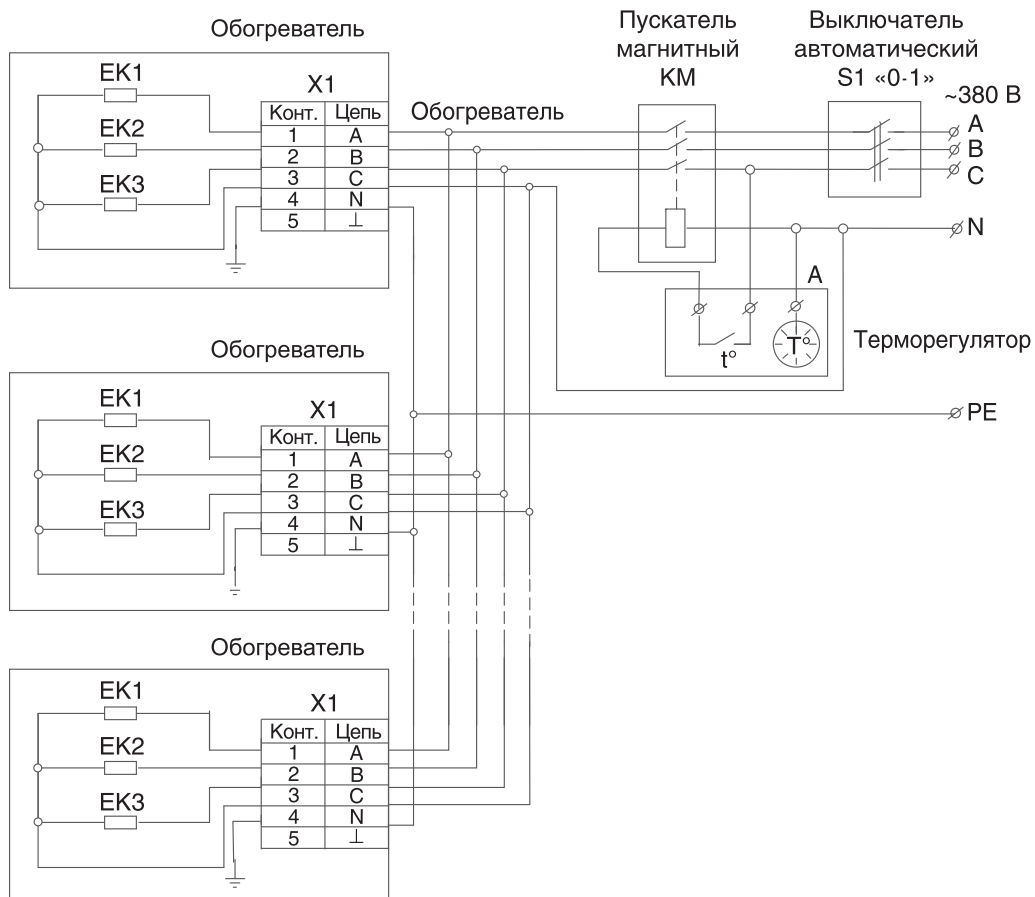 Обогреватель
Пускатель
магнитный
КМ
Выключатель
автоматический
S1 «0-1»
~380 В
EK1
EK2
EK3
X1
Конт. Цепь
1 A
2 B
3 C
4 N
5 ⊥
Обогреватель
A
B
C
N
A
t°
T°
Терморегулятор
PE
Обогреватель
EK1
EK2
EK3
X1
Конт. Цепь
1 A
2 B
3 C
4 N
5 ⊥
Обогреватель
EK1
EK2
EK3
X1
Конт. Цепь
1 A
2 B
3 C
4 N
5 ⊥